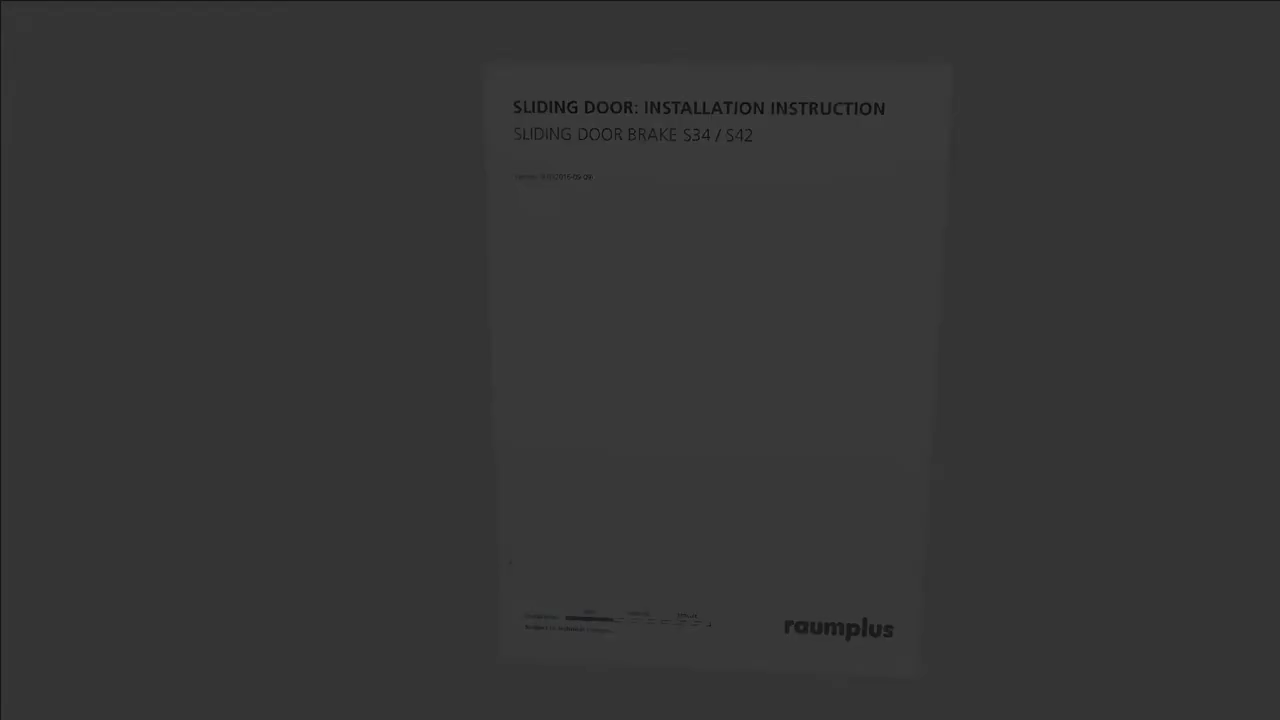 SLIDING DOOR: INSTALLATION INSTRUCTION
SLIDING DOOR BRAKE S34 / S42
raumplus